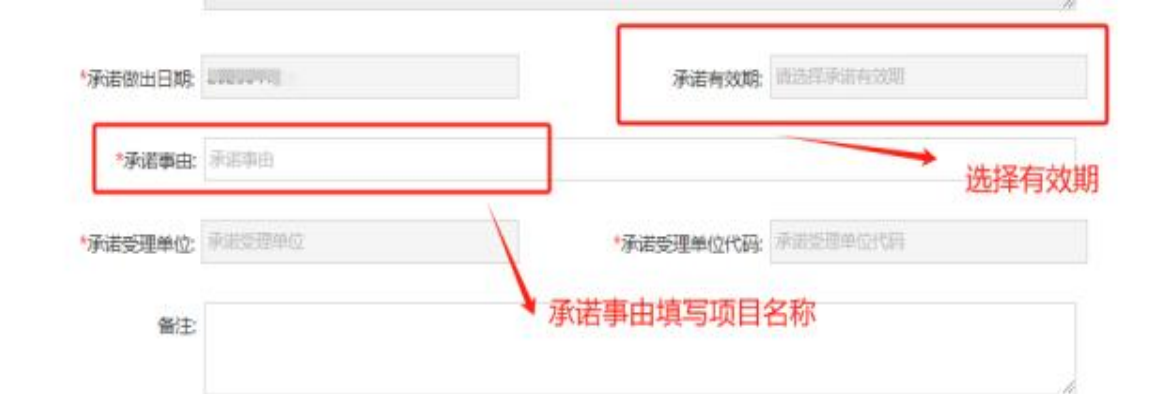 *承诺做出日期:
承诺有效期: 请选择承诺有效期
*承诺事由: 承诺事由
选择有效期
*承诺受理单位: 承诺受理单位
*承诺受理单位代码: 承诺受理单位代码
承诺事由填写项目名称
备注: